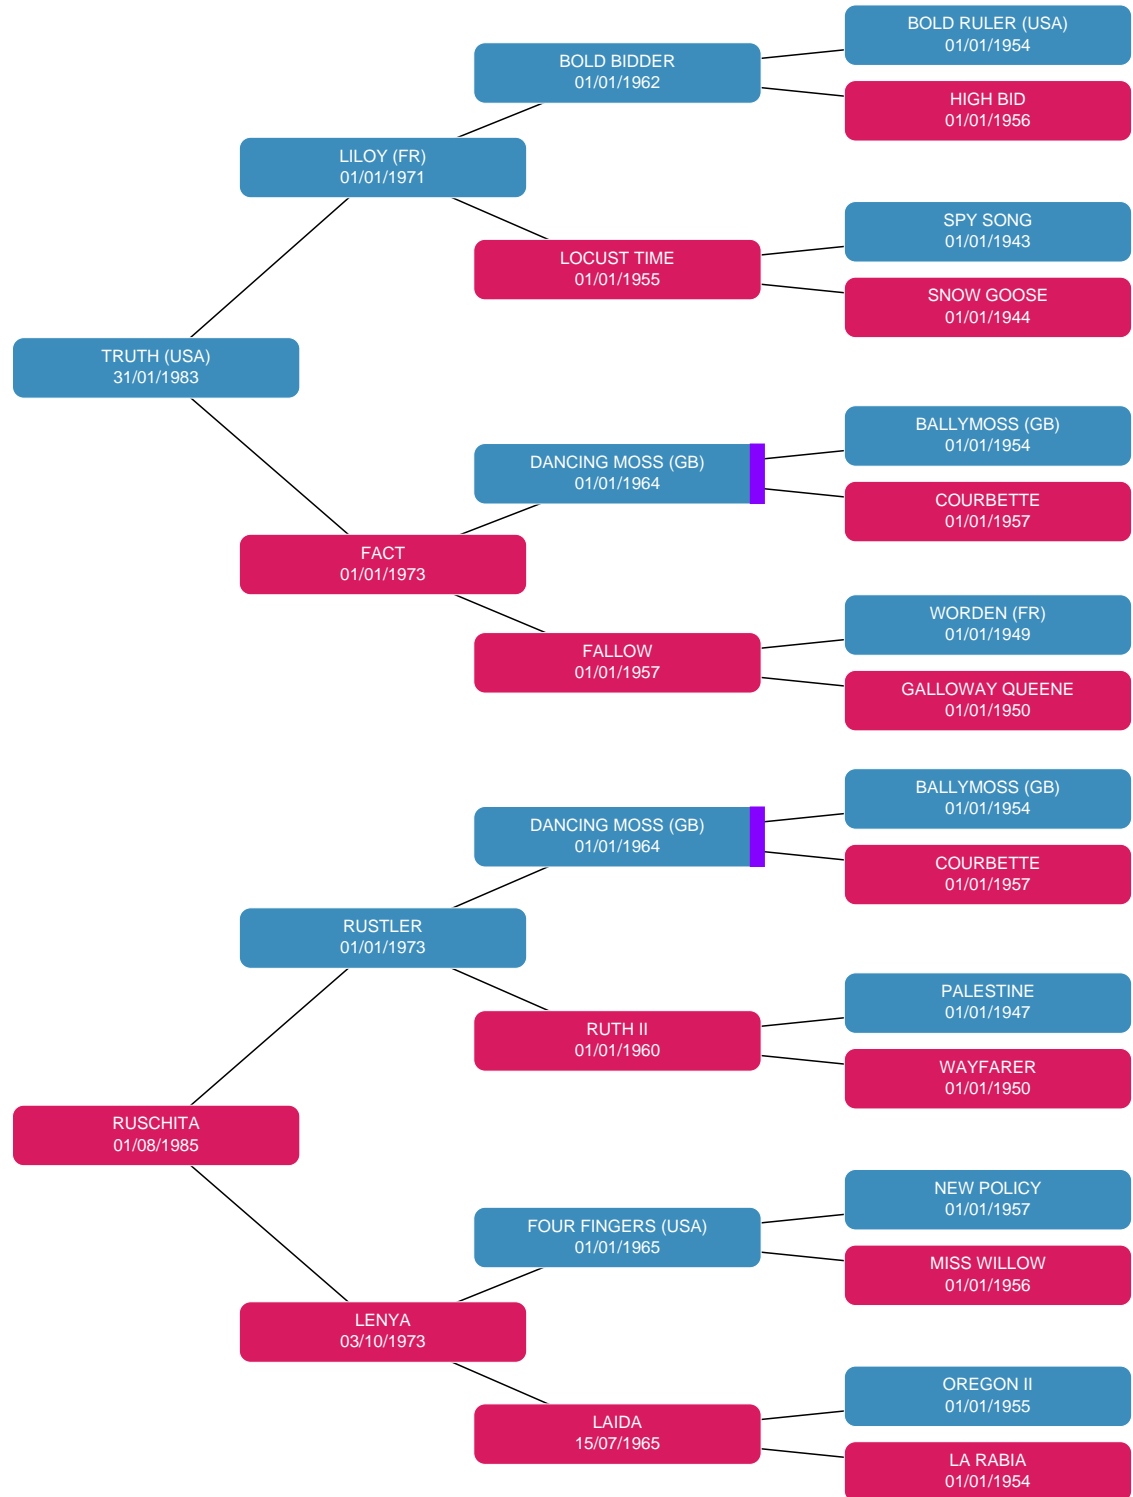 BOLD RULER (USA)
01/01/1954
BOLD BIDDER
01/01/1962
HIGH BID
01/01/1956
LILOY (FR)
01/01/1971
SPY SONG
01/01/1943
LOCUST TIME
01/01/1955
SNOW GOOSE
01/01/1944
TRUTH (USA)
31/01/1983
BALLYMOSS (GB)
01/01/1954
DANCING MOSS (GB)
01/01/1964
COURBETTE
01/01/1957
FACT
01/01/1973
WORDEN (FR)
01/01/1949
FALLOW
01/01/1957
GALLOWAY QUEENE
01/01/1950
BALLYMOSS (GB)
01/01/1954
DANCING MOSS (GB)
01/01/1964
COURBETTE
01/01/1957
RUSTLER
01/01/1973
PALESTINE
01/01/1947
RUTH II
01/01/1960
WAYFARER
01/01/1950
RUSCHITA
01/08/1985
NEW POLICY
01/01/1957
FOUR FINGERS (USA)
01/01/1965
MISS WILLOW
01/01/1956
LENYA
03/10/1973
OREGON II
01/01/1955
LAIDA
15/07/1965
LA RABIA
01/01/1954